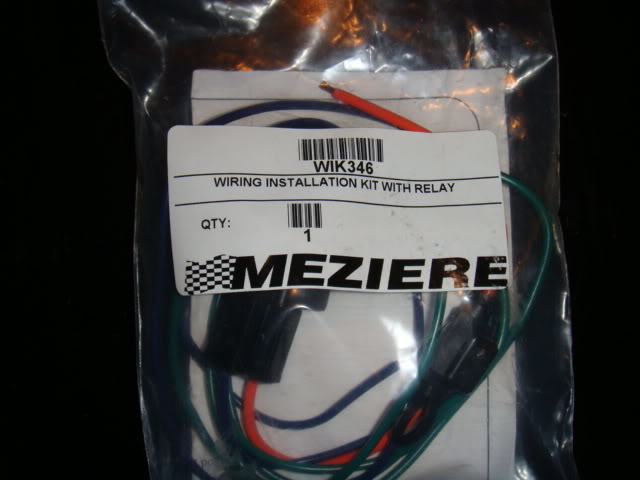 WIK346
WIRING INSTALLATION KIT WITH RELAY
QTY:
1
MEZIERE